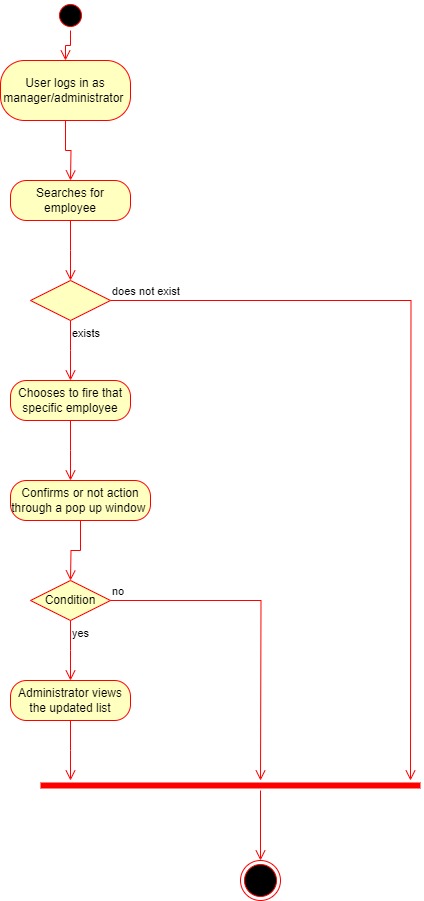 User logs in as
manager/administrator
Searches for
employee
does not exist
exists
Chooses to fire that
specific employee
Confirms or not action
through a pop up window
Condition
no
yes
Administrator views
the updated list